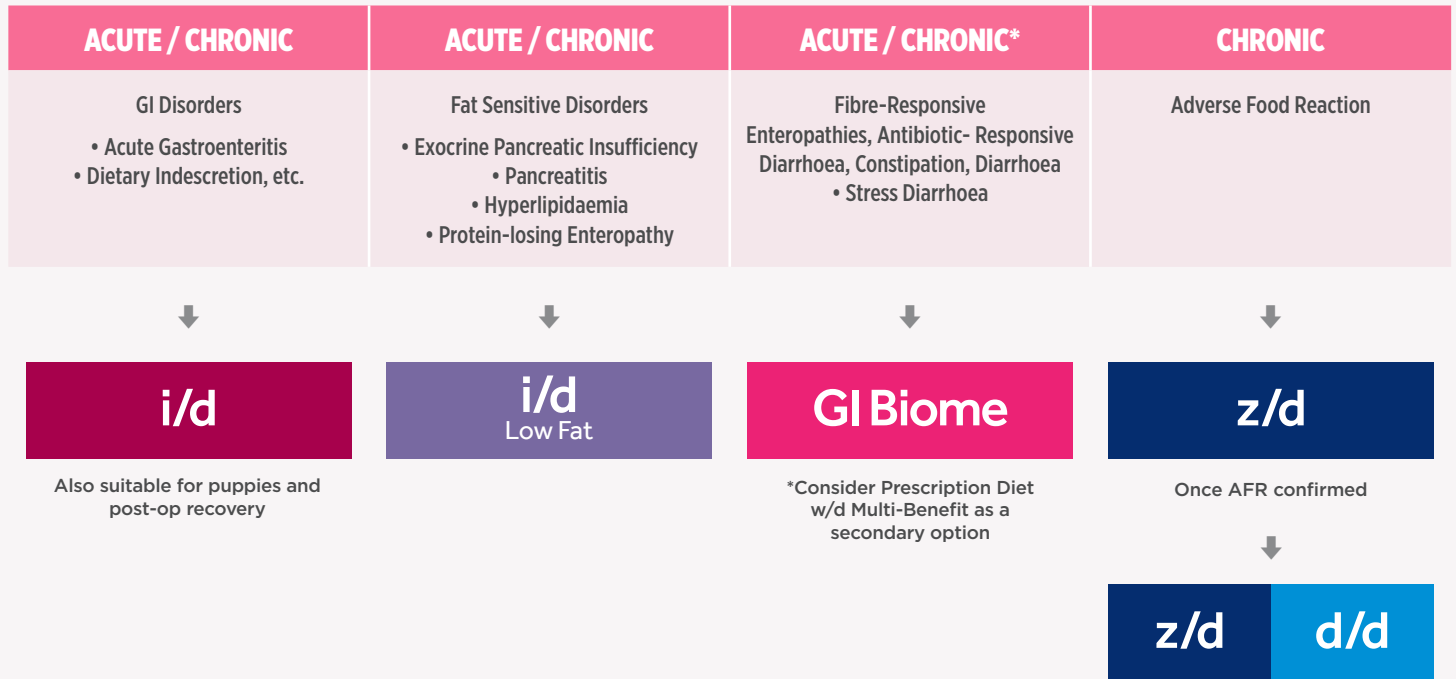 ACUTE / CHRONIC
GI Disorders
• Acute Gastroenteritis
• Dietary Indescretion, etc.
i/d
Also suitable for puppies and
post-op recovery
ACUTE / CHRONIC
Fat Sensitive Disorders
• Exocrine Pancreatic Insufficiency
• Pancreatitis
• Hyperlipidaemia
• Protein-losing Enteropathy
i/d
Low Fat
ACUTE / CHRONIC*
Fibre-Responsive
Enteropathies, Antibiotic- Responsive
Diarrhoea, Constipation, Diarrhoea
• Stress Diarrhoea
GI Biome
*Consider Prescription Diet
w/d Multi-Benefit as a
secondary option
CHRONIC
Adverse Food Reaction
z/d
Once AFR confirmed
z/d
d/d